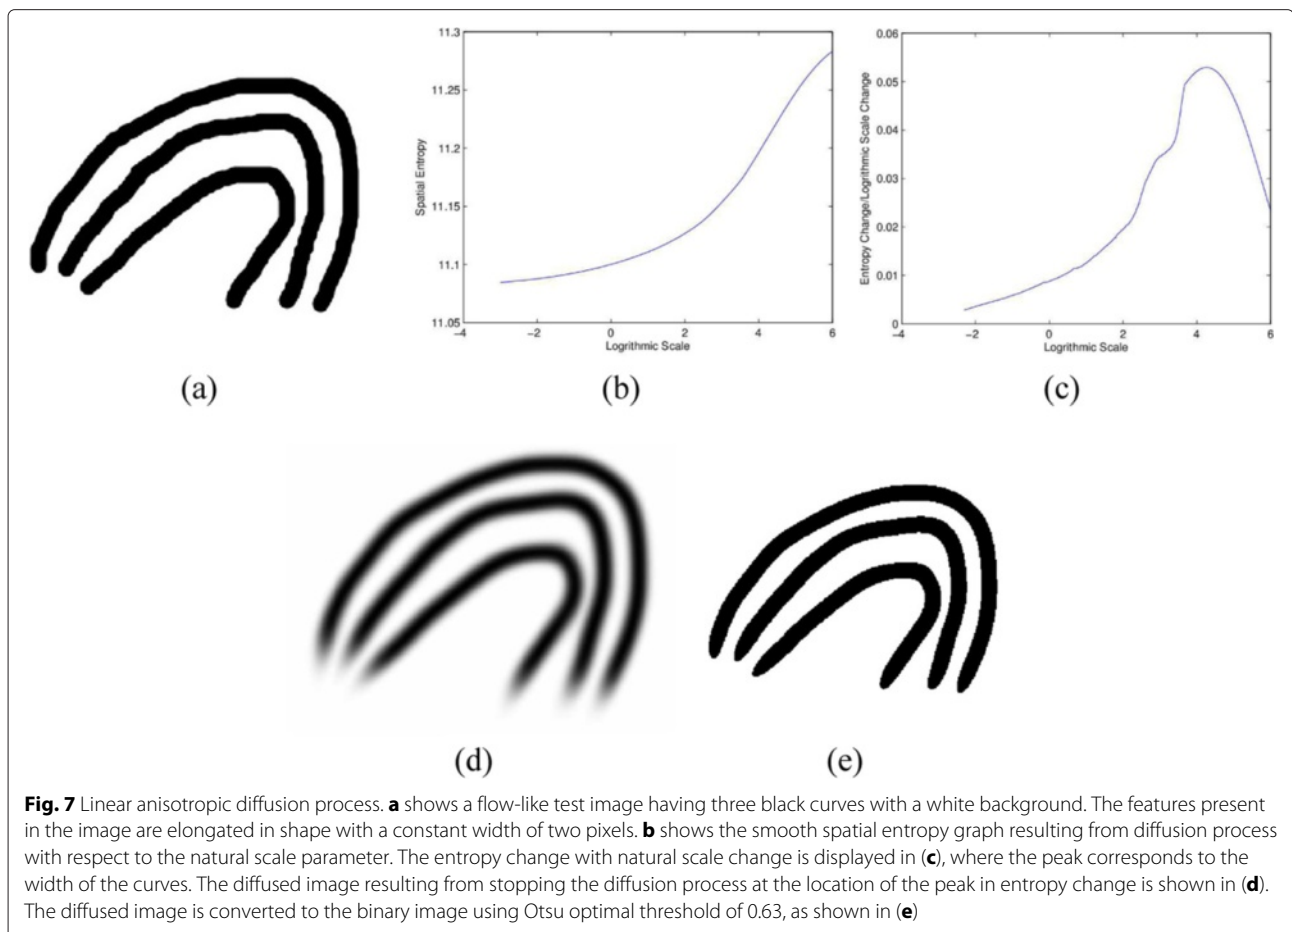 11.3
11.25
11.2
11.15
11.1
11.05
Spatial Entropy
−4 −2 0 2 4 6
Logrithmic Scale
0.06
0.05
0.04
0.03
0.02
0.01
0
Entropy Change/Logrithmic Scale Change
−4 −2 0 2 4 6
Logrithmic Scale
(a) (b) (c)
(d) (e)
Fig. 7 Linear anisotropic diffusion process. a shows a flow-like test image having three black curves with a white background. The features present
in the image are elongated in shape with a constant width of two pixels. b shows the smooth spatial entropy graph resulting from diffusion process
with respect to the natural scale parameter. The entropy change with natural scale change is displayed in (c), where the peak corresponds to the
width of the curves. The diffused image resulting from stopping the diffusion process at the location of the peak in entropy change is shown in (d).
The diffused image is converted to the binary image using Otsu optimal threshold of 0.63, as shown in (e)